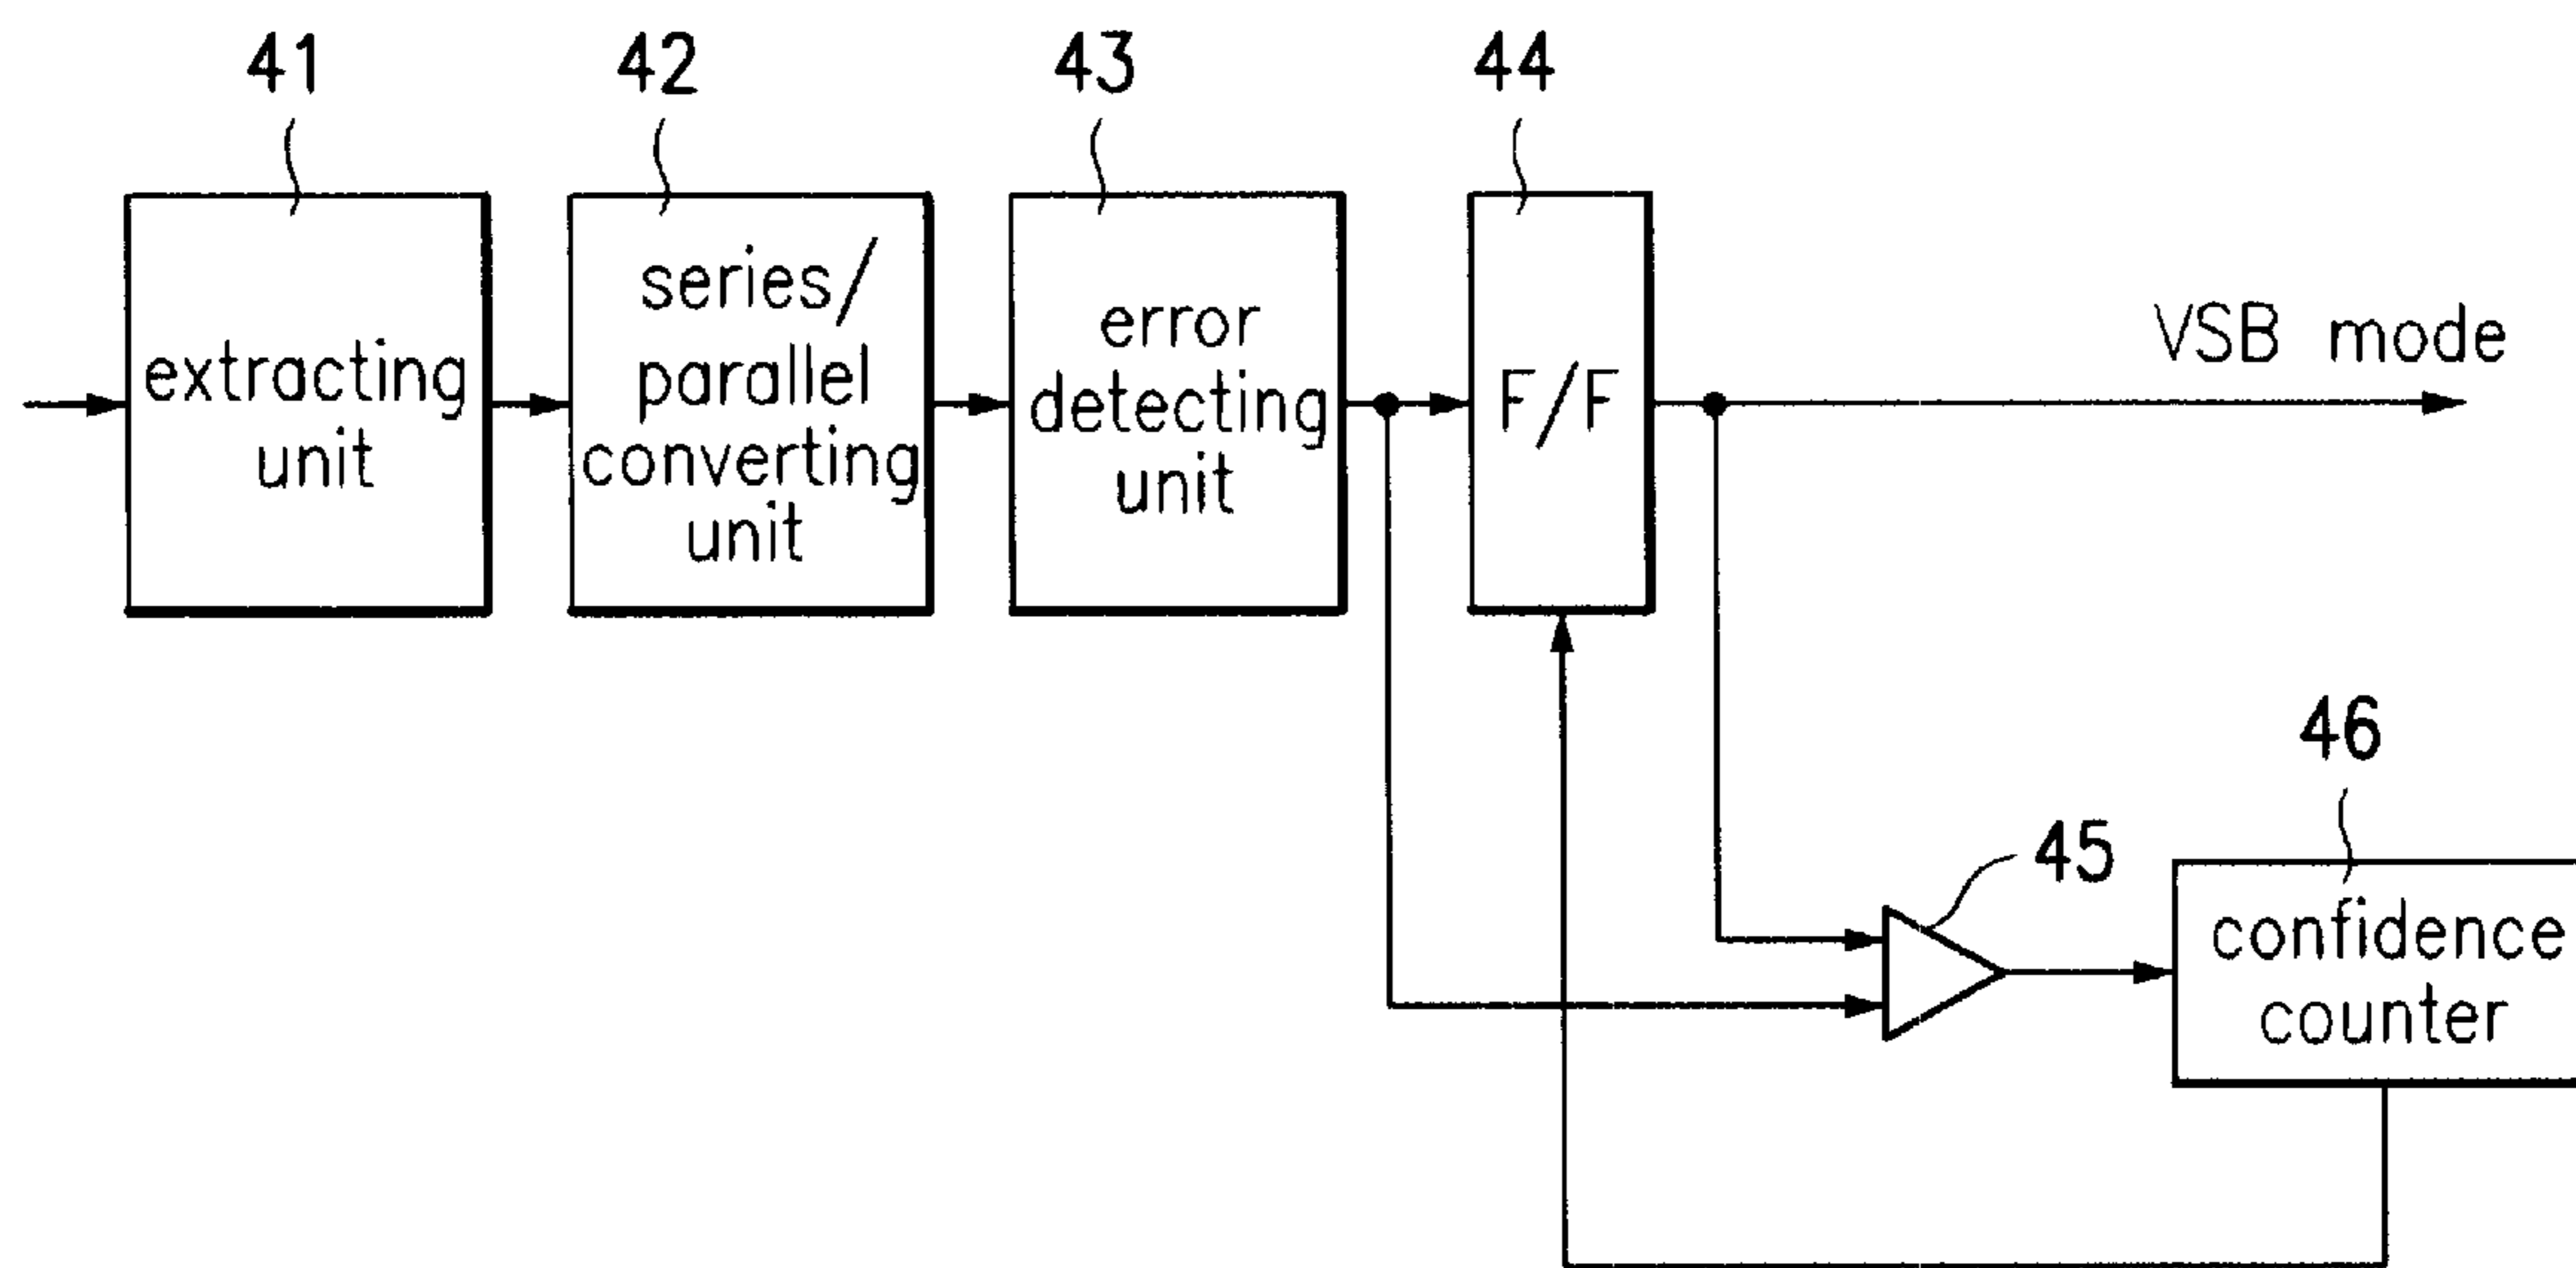 41
42
43
44
extracting
unit
series/
parallel
converting
unit
error
detecting
unit
F/F
VSB mode
45
46
confidence
counter